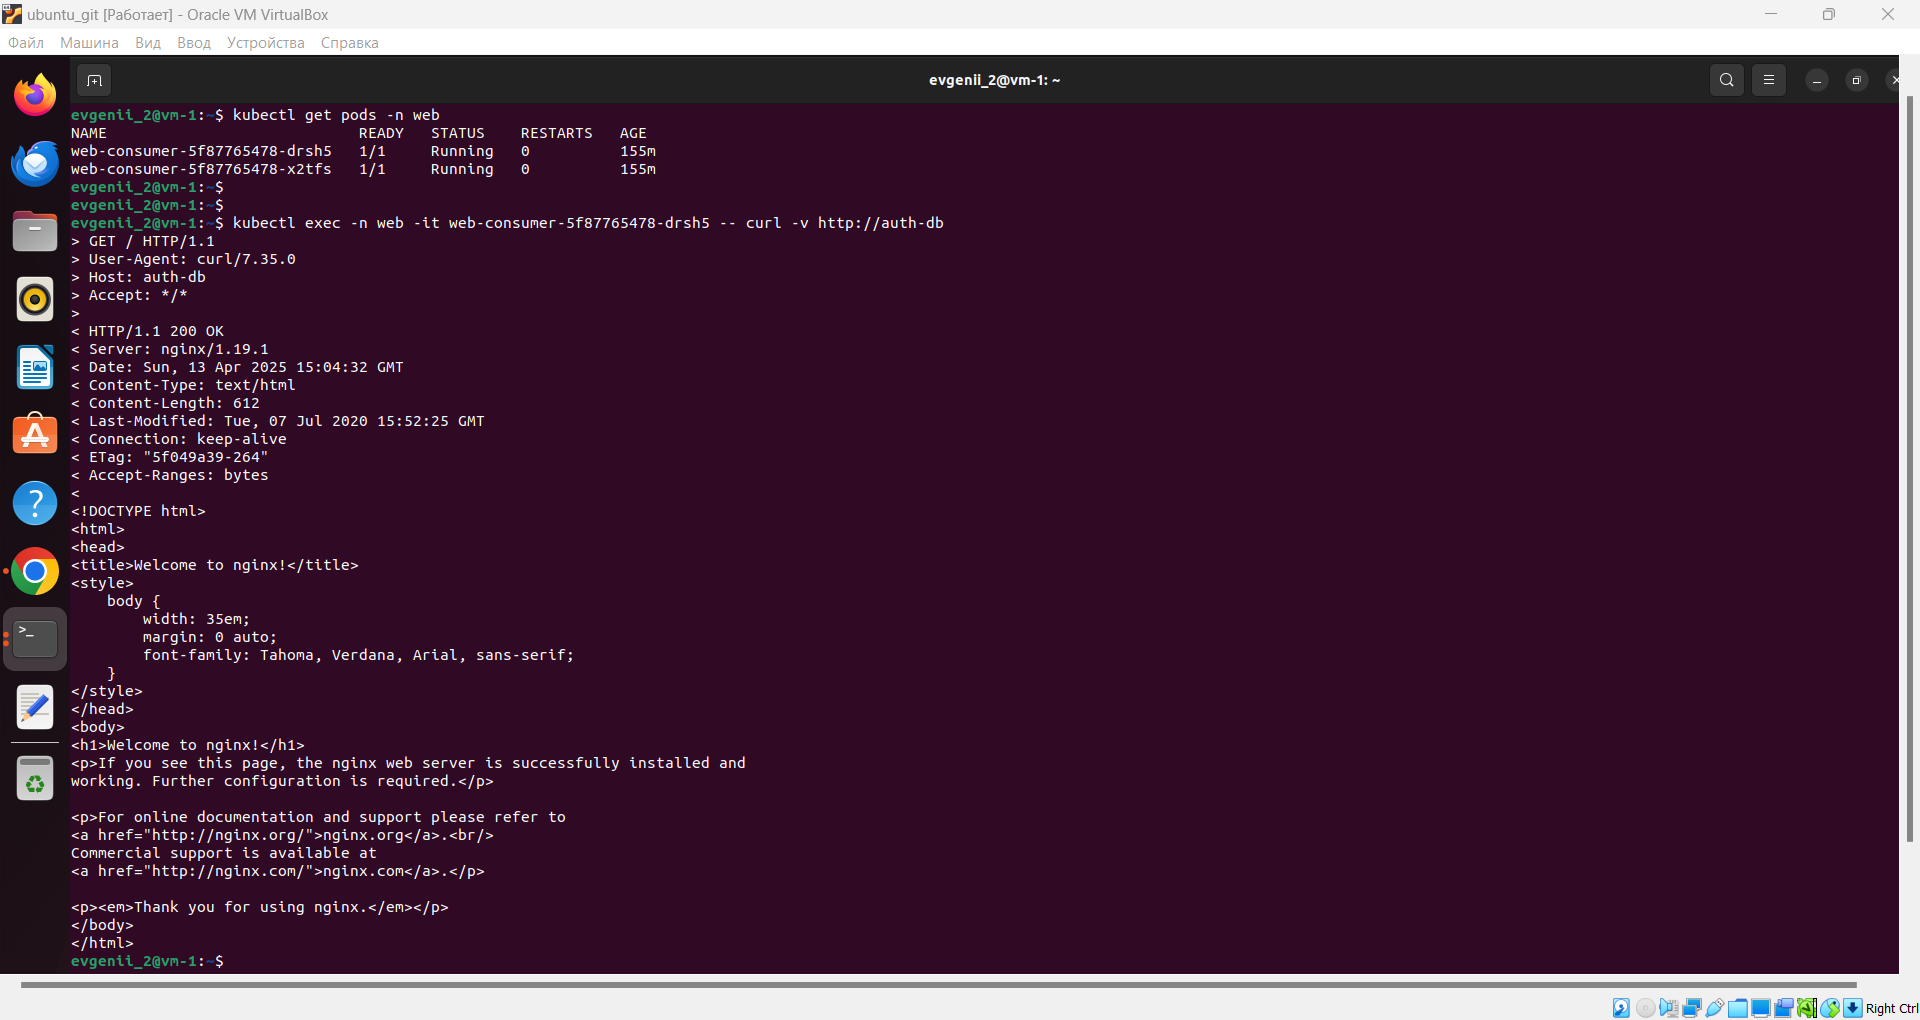 ubuntu_git [Работает] - Oracle VM VirtualBox
Файл Машина Вид Ввод Устройства Справка
evgenii_2@vm-1: ~
evgenii_2@vm-1:~$ kubectl get pods -n web
NAME READY STATUS RESTARTS AGE
web-consumer-5f87765478-drsh5 1/1 Running 0 155m
web-consumer-5f87765478-x2tfs 1/1 Running 0 155m
evgenii_2@vm-1:~$
evgenii_2@vm-1:~$
evgenii_2@vm-1:~$ kubectl exec -n web -it web-consumer-5f87765478-drsh5 -- curl -v http://auth-db
> GET / HTTP/1.1
> User-Agent: curl/7.35.0
> Host: auth-db
> Accept: */*
>
< HTTP/1.1 200 OK
< Server: nginx/1.19.1
< Date: Sun, 13 Apr 2025 15:04:32 GMT
< Content-Type: text/html
< Content-Length: 612
< Last-Modified: Tue, 07 Jul 2020 15:52:25 GMT
< Connection: keep-alive
< ETag: "5f049a39-264"
< Accept-Ranges: bytes
<
<!DOCTYPE html>
<html>
<head>
<title>Welcome to nginx!</title>
<style>
    body {
        width: 35em;
        margin: 0 auto;
        font-family: Tahoma, Verdana, Arial, sans-serif;
    }
</style>
</head>
<body>
<h1>Welcome to nginx!</h1>
<p>If you see this page, the nginx web server is successfully installed and
working. Further configuration is required.</p>

<p>For online documentation and support please refer to
<a href="http://nginx.org/">nginx.org</a>.<br/>
Commercial support is available at
<a href="http://nginx.com/">nginx.com</a>.</p>

<p><em>Thank you for using nginx.</em></p>
</body>
</html>
evgenii_2@vm-1:~$
Right Ctrl